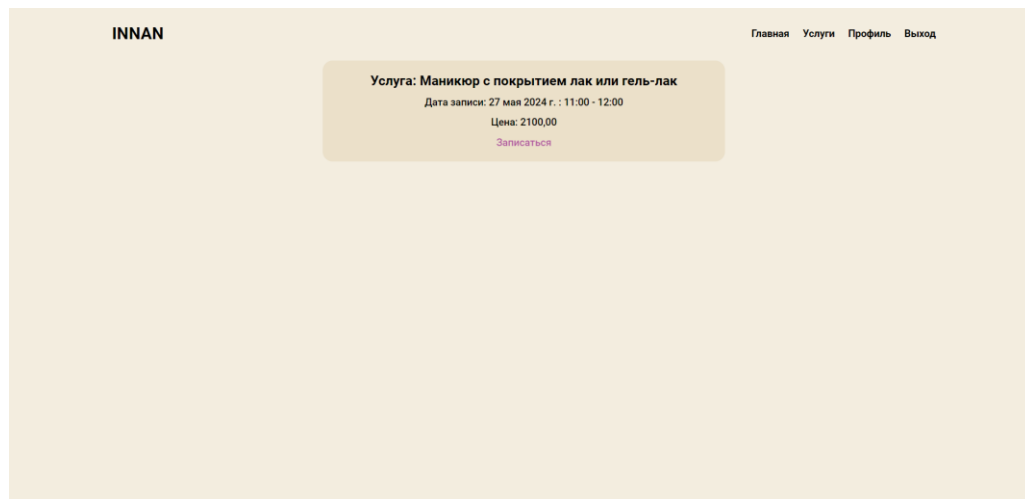 INNAN
Главная Услуги Профиль Выход
Услуга: Маникюр с покрытием лак или гель-лак
Дата записи: 27 мая 2024 г. : 11:00 - 12:00
Цена: 2100,00
Записаться